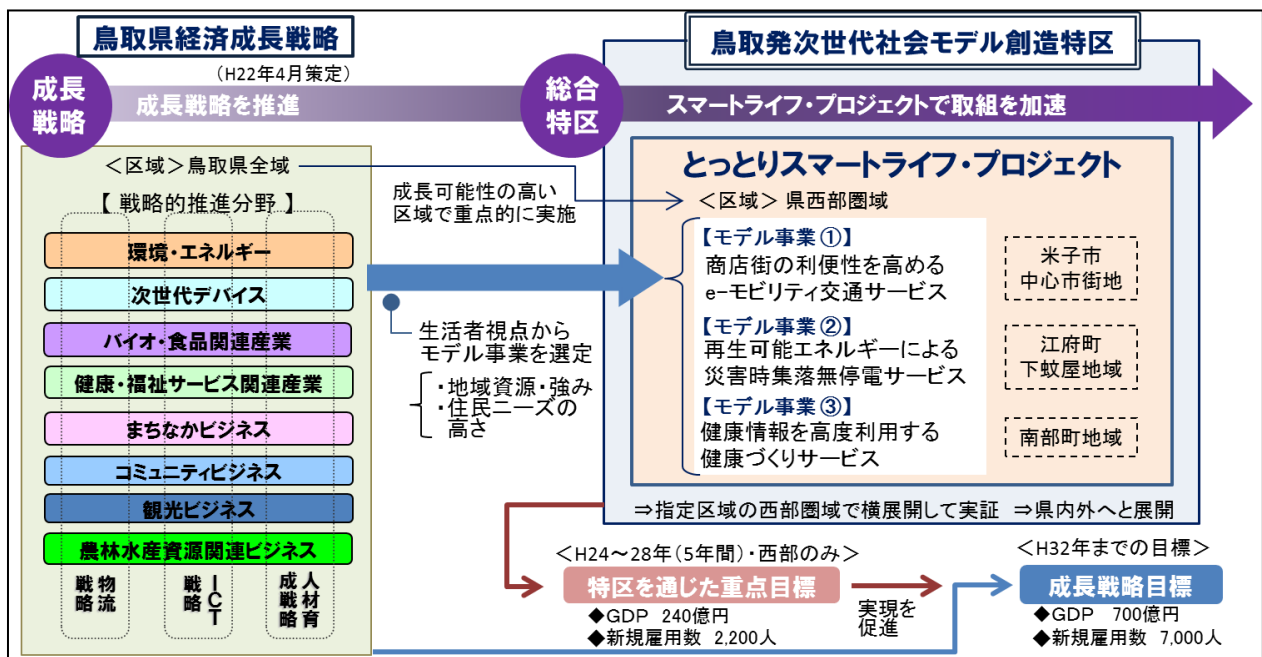 鳥取県経済成長戦略
(H22年4月策定)
成長
戦略
成長戦略を推進
<区域>鳥取県全域
【 戦略的推進分野 】
環境・エネルギー
次世代デバイス
バイオ・食品関連産業
健康・福祉サービス関連産業
まちなかビジネス
コミュニティビジネス
観光ビジネス
農林水産資源関連ビジネス
物流
戦略
ICT
戦略
人材育
成戦略
成長可能性の高い
区域で重点的に実施
生活者視点から
モデル事業を選定
・地域資源・強み
・住民ニーズの
高さ
鳥取発次世代社会モデル創造特区
総合
特区
スマートライフ・プロジェクトで取組を加速
とっとりスマートライフ・プロジェクト
<区域> 県西部圏域
【モデル事業①】
商店街の利便性を高める
e-モビリティ交通サービス
米子市
中心市街地
【モデル事業②】
再生可能エネルギーによる
災害時集落無停電サービス
江府町
下蚊屋地域
【モデル事業③】
健康情報を高度利用する
健康づくりサービス
南部町地域
⇒指定区域の西部圏域で横展開して実証 ⇒県内外へと展開
<H24~28年(5年間)・西部のみ>
特区を通じた重点目標
◆GDP 240億円
◆新規雇用数 2,200人
実現を
促進
<H32年までの目標>
成長戦略目標
◆GDP 700億円
◆新規雇用数 7,000人